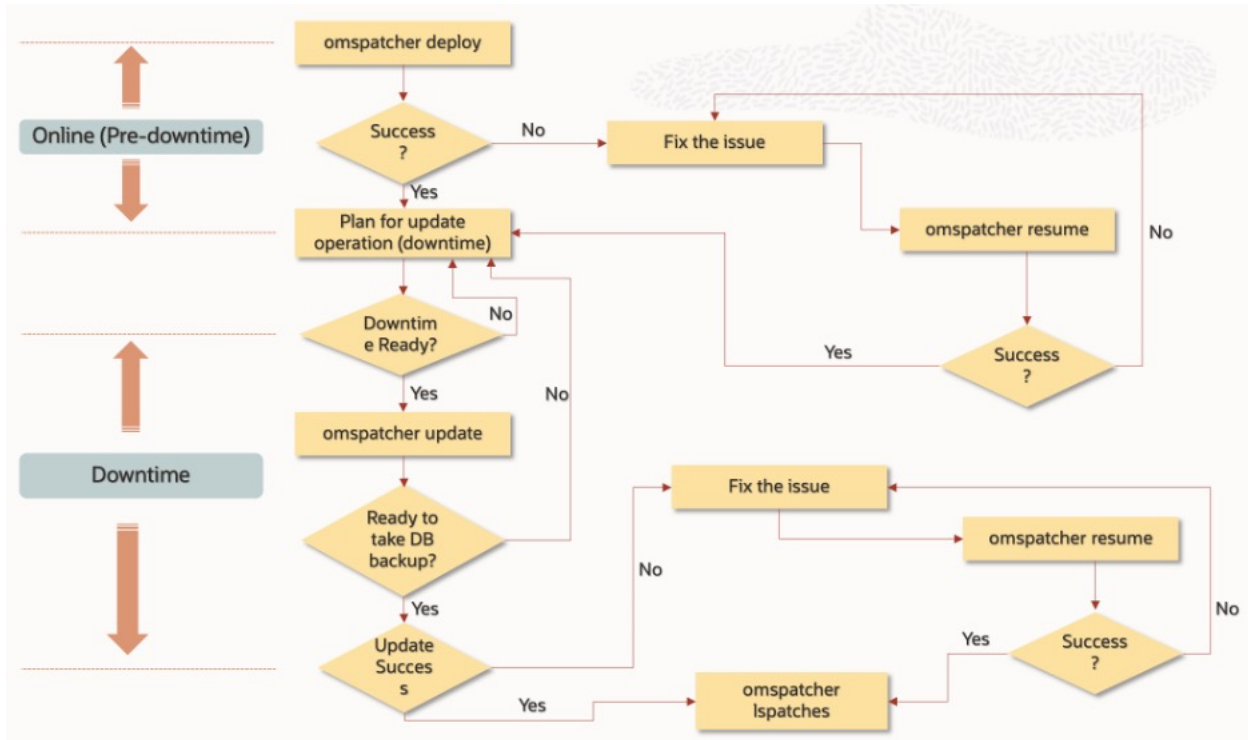 omspatcher deploy
Online (Pre-downtime)
Success
?
No
Fix the issue
Yes
Plan for update
operation (downtime)
omspatcher resume
No
Downtim
e Ready?
No
Yes
Success
?
Yes
No
omspatcher update
Downtime
Fix the issue
Ready to
take DB
backup?
omspatcher resume
No
Yes
No
Update
Succes
s
Yes
Success
?
Yes
omspatcher
lspatches